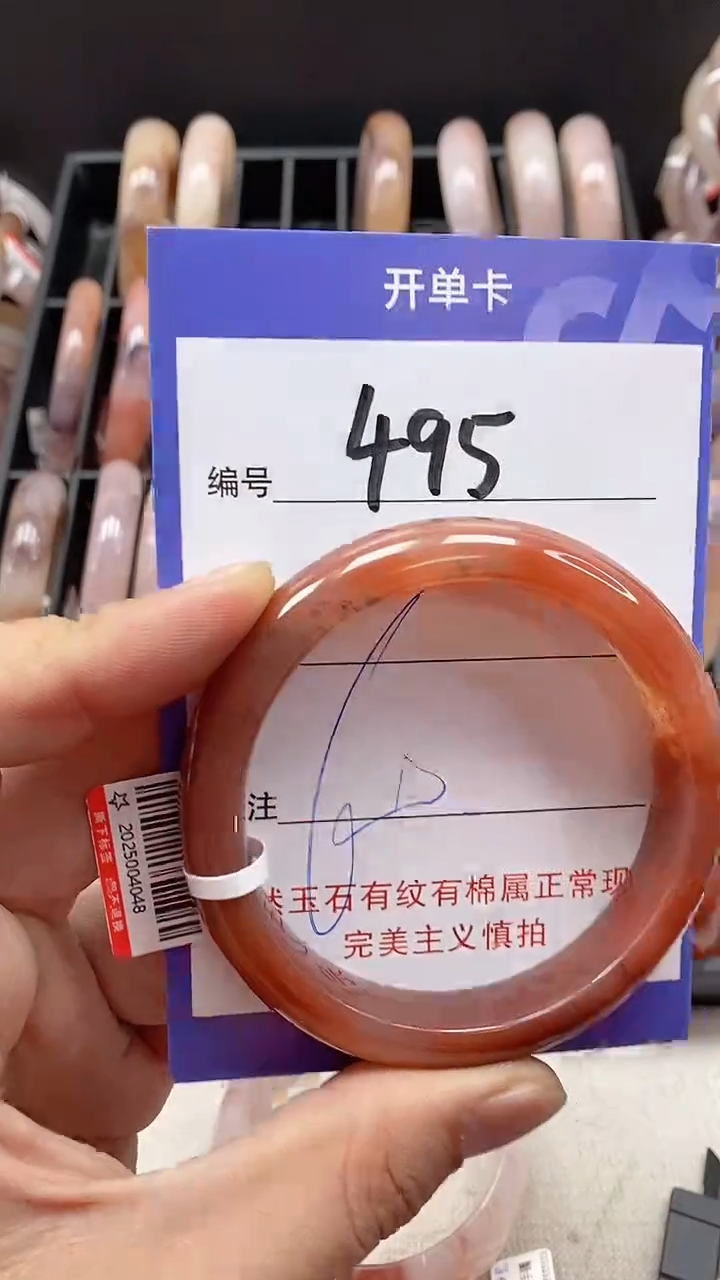 开单卡
编号 495
注
然玉石有纹有棉属正常现
完美主义慎拍
2025004048